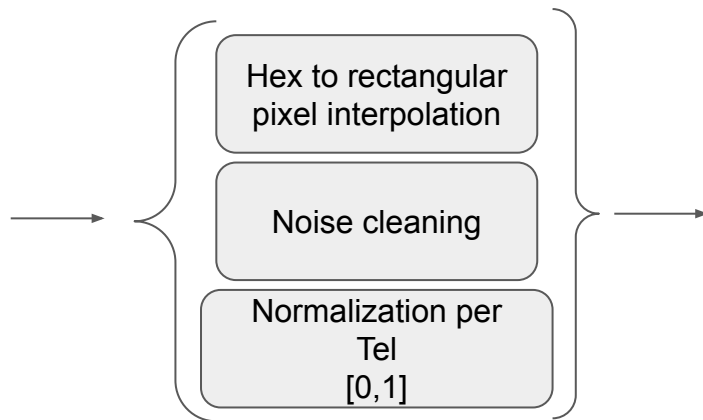 Hex to rectangular
pixel interpolation
Noise cleaning
Normalization per
Tel
[0,1]